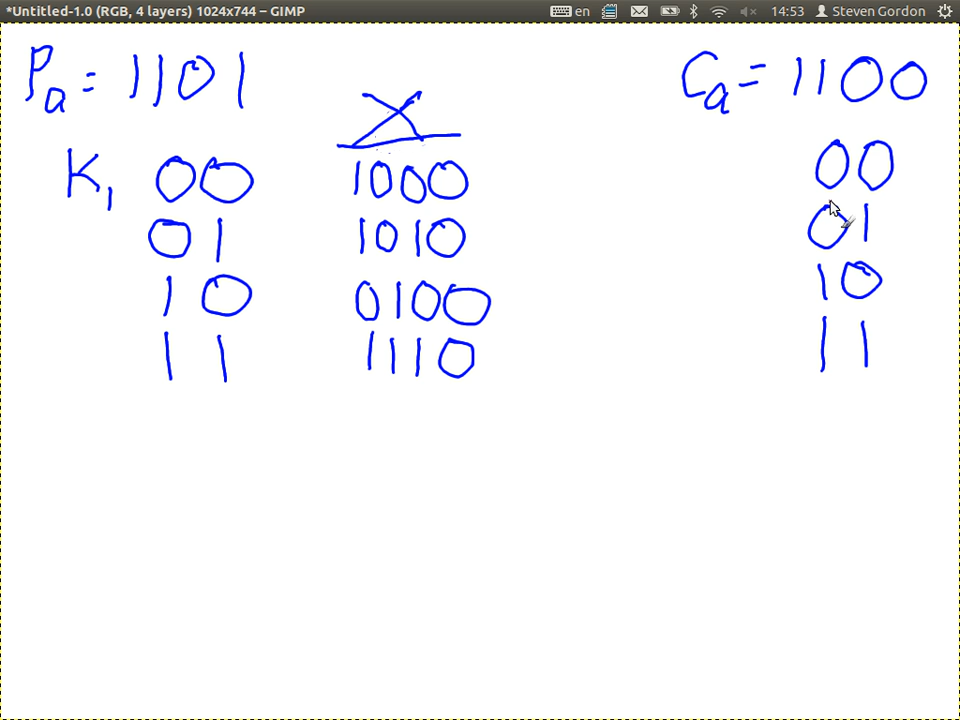 *Untitled-1.0 (RGB, 4 layers) 1024x744 – GIMP en 14:53 Steven Gordon
Pa = 1101 Ca = 1100
X
K1 00 1000 00
01 1010 01
10 0100 10
11 1110 11